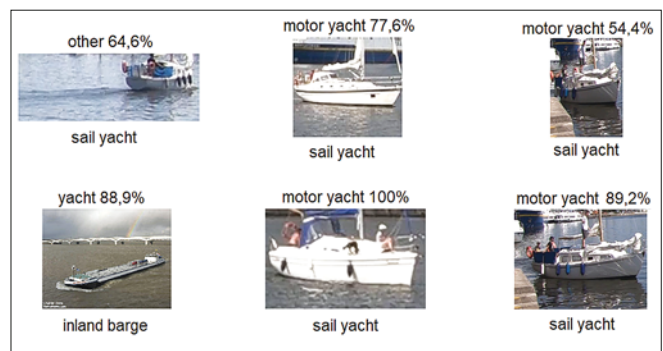 other 64,6%
sail yacht
motor yacht 77,6%
sail yacht
motor yacht 54,4%
sail yacht
yacht 88,9%
inland barge
motor yacht 100%
sail yacht
motor yacht 89,2%
sail yacht